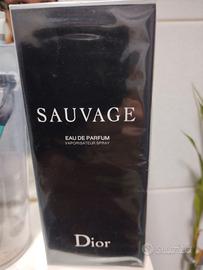 SAUVAGE
EAU DE PARFUM
VAPORISATEUR SPRAY
Dior